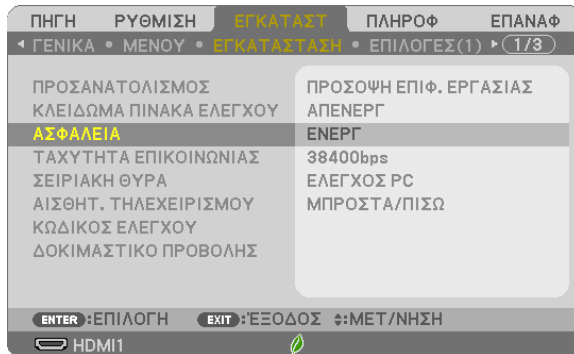 ΠΗΓΗ ΡΥΘΜΙΣΗ ΕΓΚΑΤΑΣΤ ΠΛΗΡΟΦ ΕΠΑΝΑΦ
◂ ΓΕΝΙΚΑ • ΜΕΝΟΥ • ΕΓΚΑΤΑΣΤΑΣΗ • ΕΠΙΛΟΓΕΣ(1) ▸ 1/3
ΠΡΟΣΑΝΑΤΟΛΙΣΜΟΣ ΠΡΟΣΟΨΗ ΕΠΙΦ. ΕΡΓΑΣΙΑΣ
ΚΛΕΙΔΩΜΑ ΠΙΝΑΚΑ ΕΛΕΓΧΟΥ ΑΠΕΝΕΡΓ
ΑΣΦΑΛΕΙΑ ΕΝΕΡΓ
ΤΑΧΥΤΗΤΑ ΕΠΙΚΟΙΝΩΝΙΑΣ 38400bps
ΣΕΙΡΙΑΚΗ ΘΥΡΑ ΕΛΕΓΧΟΣ PC
ΑΙΣΘΗΤ. ΤΗΛΕΧΕΙΡΙΣΜΟΥ ΜΠΡΟΣΤΑ/ΠΙΣΩ
ΚΩΔΙΚΟΣ ΕΛΕΓΧΟΥ
ΔΟΚΙΜΑΣΤΙΚΟ ΠΡΟΒΟΛΗΣ
ENTER :ΕΠΙΛΟΓΗ EXIT :ΈΞΟΔΟΣ ♦:ΜΕΤ/ΝΗΣΗ
HDMI1